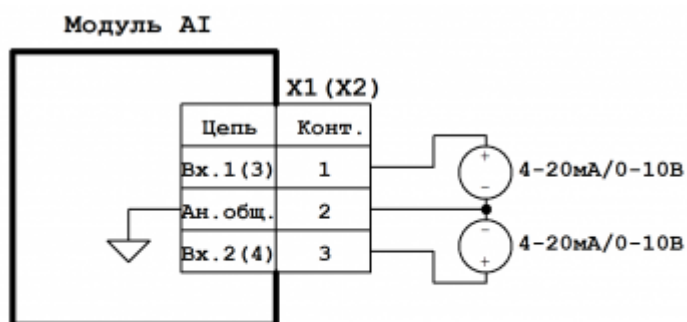 Модуль AI
X1(X2)
Цепь Конт.
Вх.1(3) 1
Ан.общ. 2
Вх.2(4) 3
+
4-20мА/0-10В
-
-
4-20мА/0-10В
+